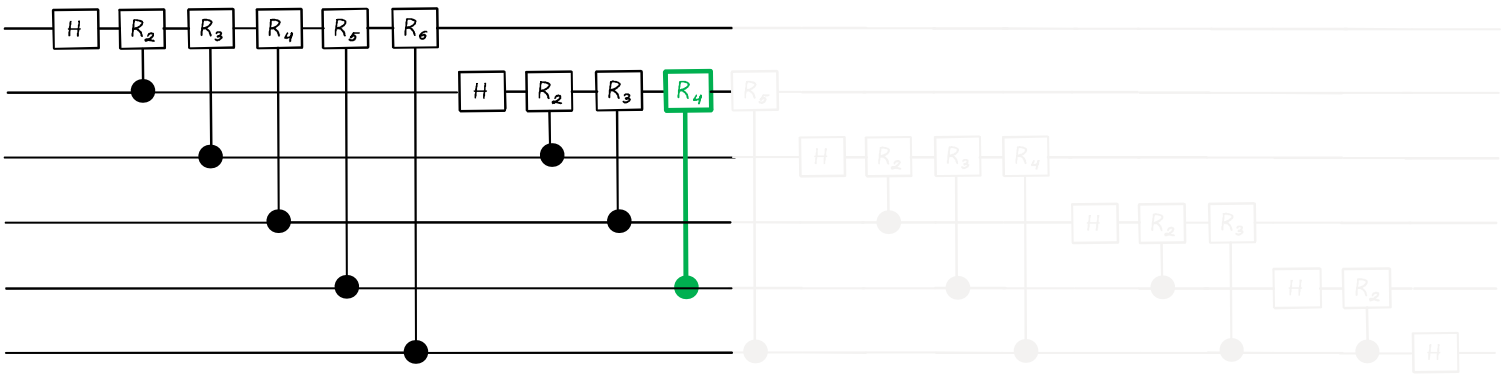 H R2 R3 R4 R5 R6
H R2 R3 R4 R5
H R2 R3 R4
H R2 R3
H R2
H